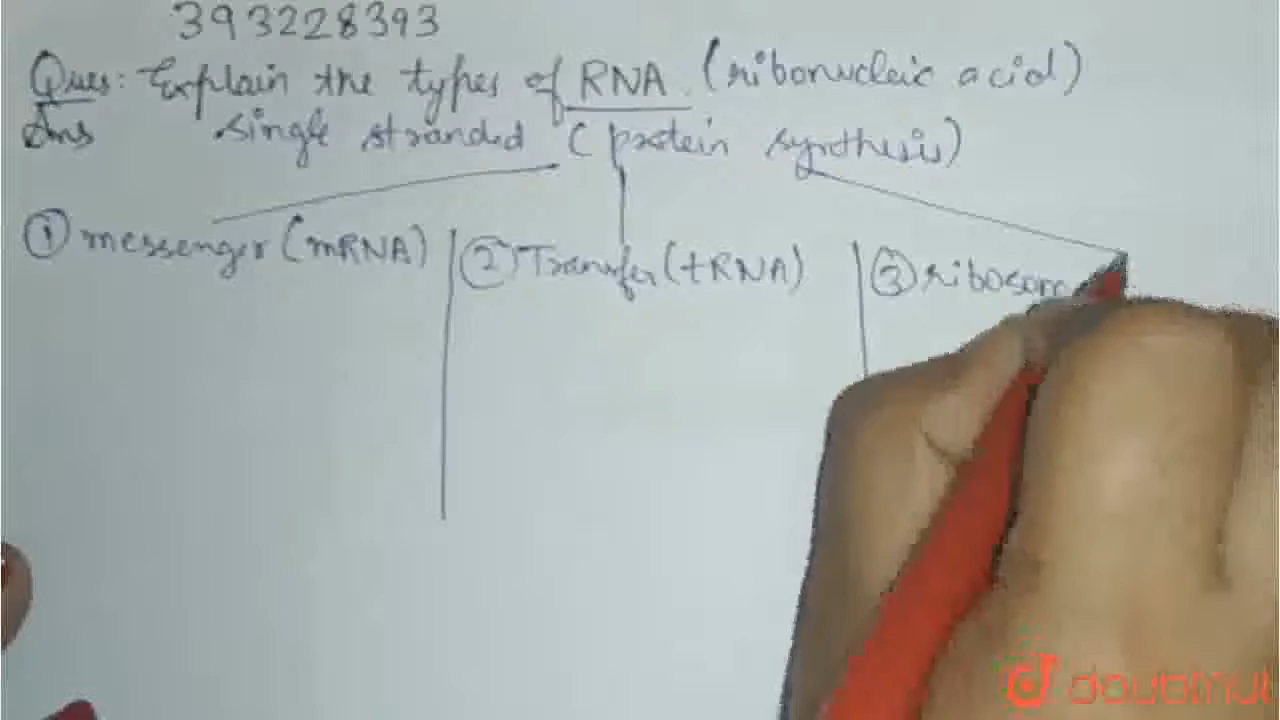 393228393
Ques: Explain the types of RNA. (ribonucleic acid)
Ans single stranded (protein synthesis)
① messenger (mRNA)
② Transfer (tRNA)
③ ribosom
doubtnut